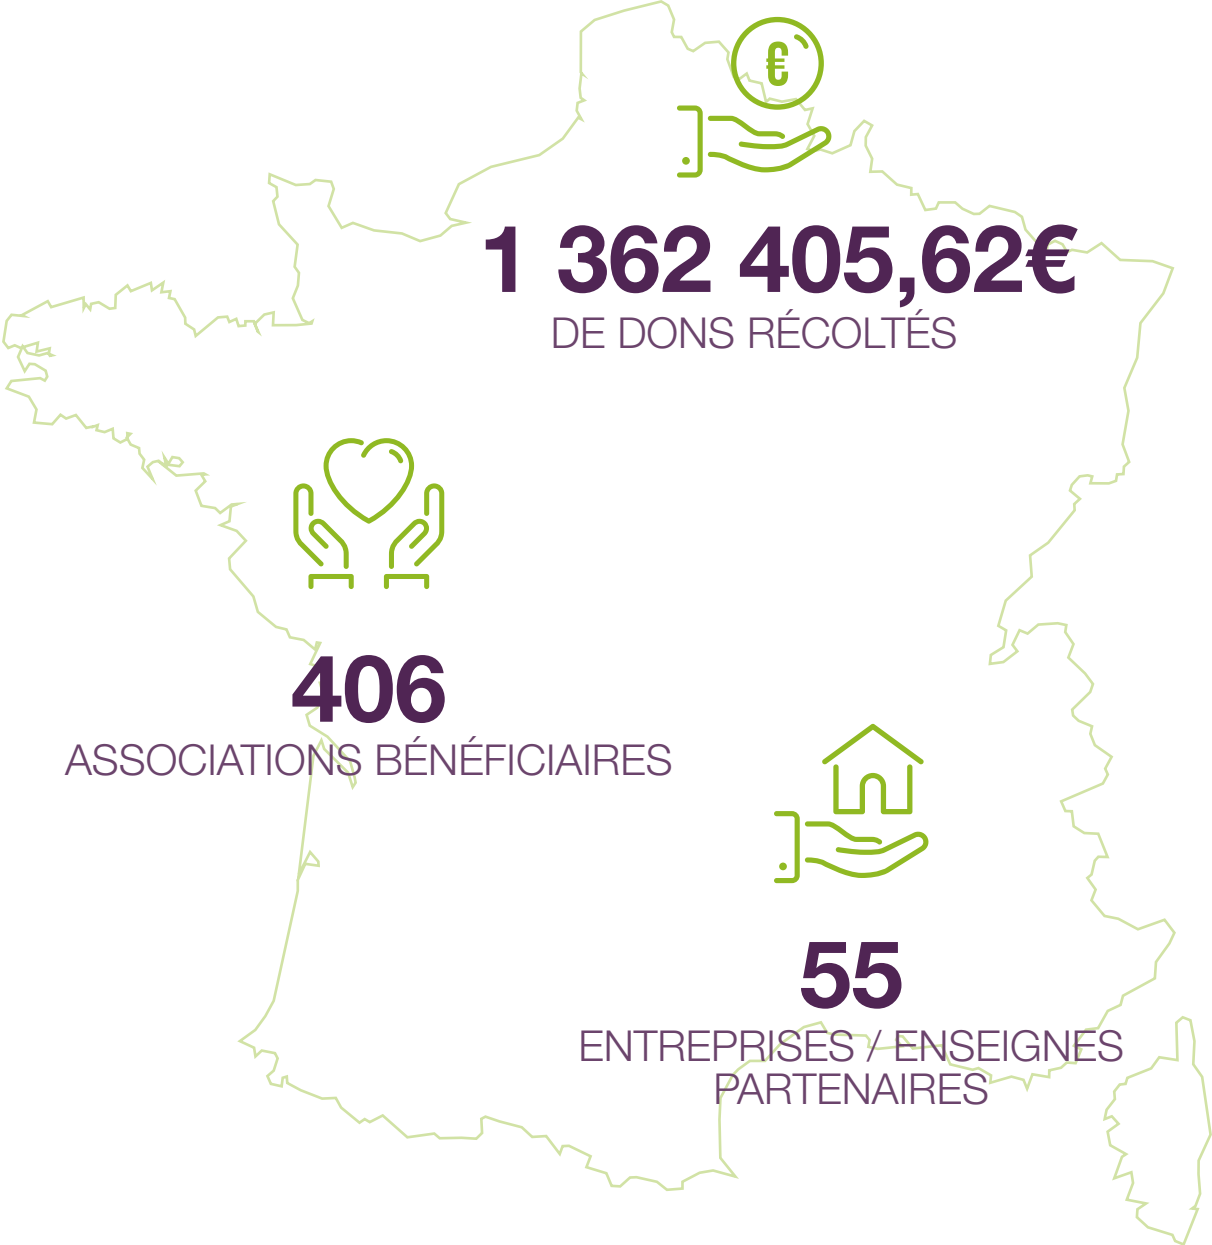 €
1 362 405,62€
DE DONS RÉCOLTÉS
406
ASSOCIATIONS BÉNÉFICIAIRES
55
ENTREPRISES / ENSEIGNES
PARTENAIRES